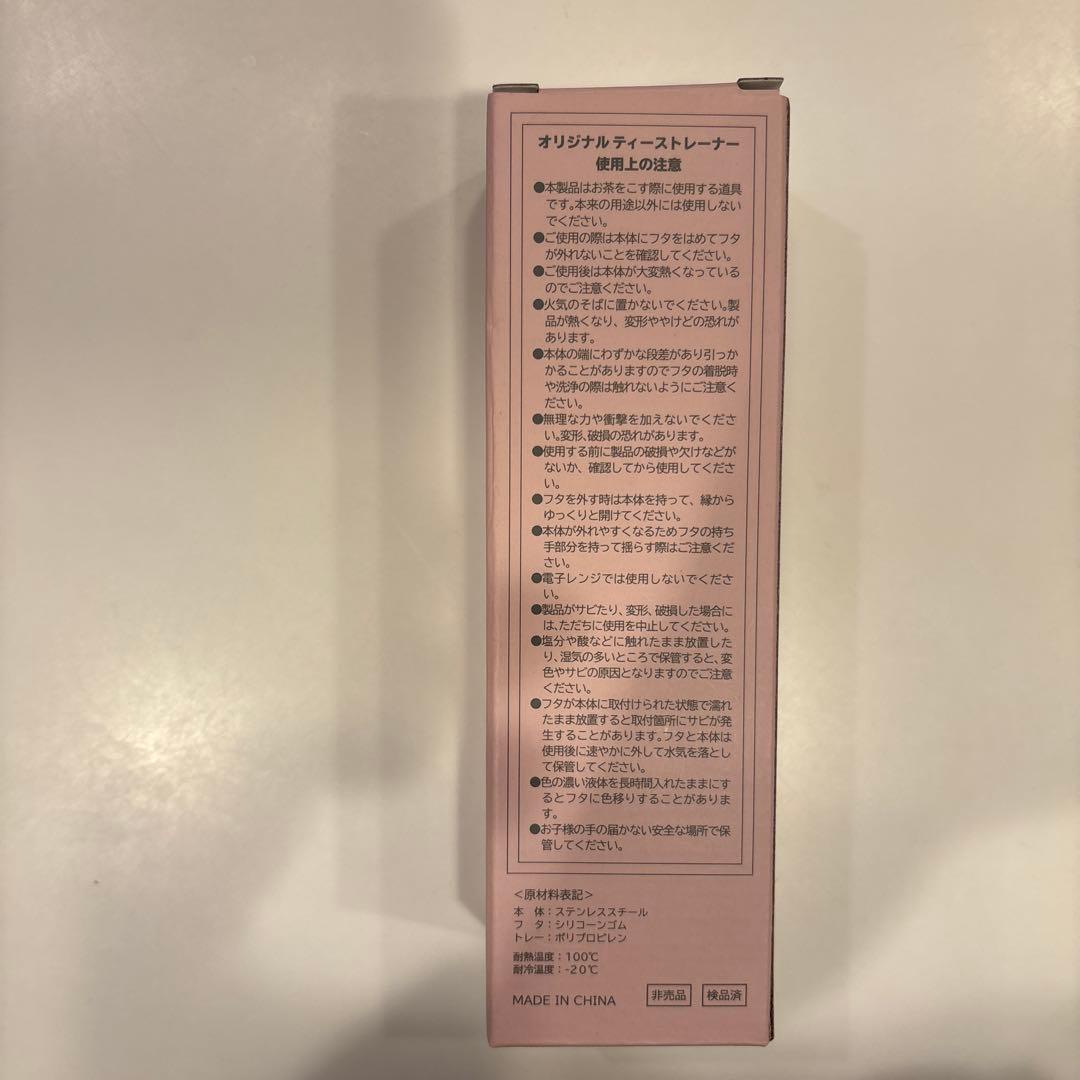 オリジナル ティーストレーナー
使用上の注意
●本製品はお茶をこす際に使用する道具
です。本来の用途以外には使用しない
でください。
●ご使用の際は本体にフタをはめてフタ
が外れないことを確認してください。
●ご使用後は本体が大変熱くなっている
のでご注意ください。
●火気のそばに置かないでください。製
品が熱くなり、変形ややけどの恐れが
あります。
●本体の端にわずかな段差があり引っか
かることがありますのでフタの着脱時
や洗浄の際は触れないようにご注意く
ださい。
●無理な力や衝撃を加えないでくださ
い。変形、破損の恐れがあります。
●使用する前に製品の破損や欠けなどが
ないか、確認してから使用してくださ
い。
●フタを外す時は本体を持って、縁から
ゆっくりと開けてください。
●本体が外れやすくなるためフタの持ち
手部分を持って揺らす際はご注意くだ
さい。
●電子レンジでは使用しないでくださ
い。
●製品がサビたり、変形、破損した場合に
は、ただちに使用を中止してください。
●塩分や酸などに触れたまま放置した
り、湿気の多いところで保管すると、変
色やサビの原因となりますのでご注意
ください。
●フタが本体に取付けられた状態で濡れ
たまま放置すると取付箇所にサビが発
生することがあります。フタと本体は
使用後に速やかに外して水気を落とし
て保管してください。
●色の濃い液体を長時間入れたままにす
るとフタに色移りすることがありま
す。
●お子様の手の届かない安全な場所で保
管してください。
＜原材料表記＞
本　体：ステンレススチール
フ　タ：シリコーンゴム
トレー：ポリプロピレン
耐熱温度：100℃
耐冷温度：-20℃
MADE IN CHINA 非売品 検品済